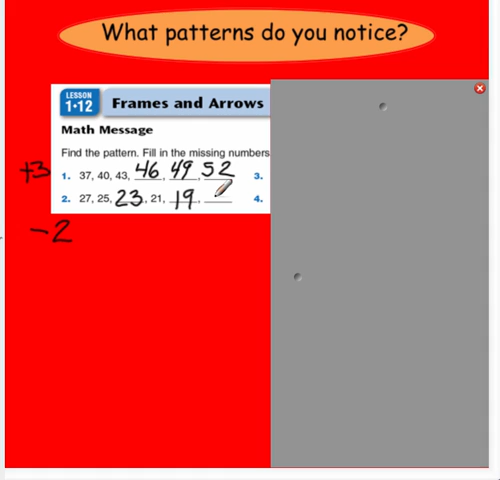 What patterns do you notice?
LESSON
1•12
Frames and Arrows
Math Message
Find the pattern. Fill in the missing numbers
+3 1. 37, 40, 43, 46, 49, 52 3.
2. 27, 25, 23, 21, 19, 4.
-2